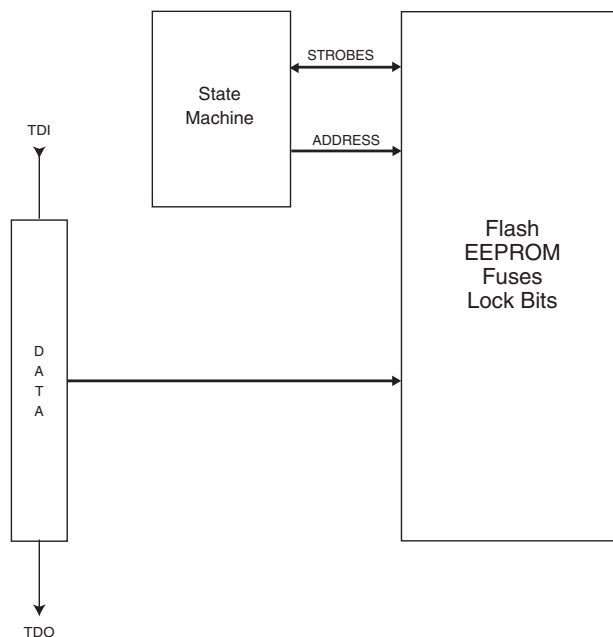 STROBES
State
Machine
ADDRESS
TDI
Flash
EEPROM
Fuses
Lock Bits
D
A
T
A
TDO